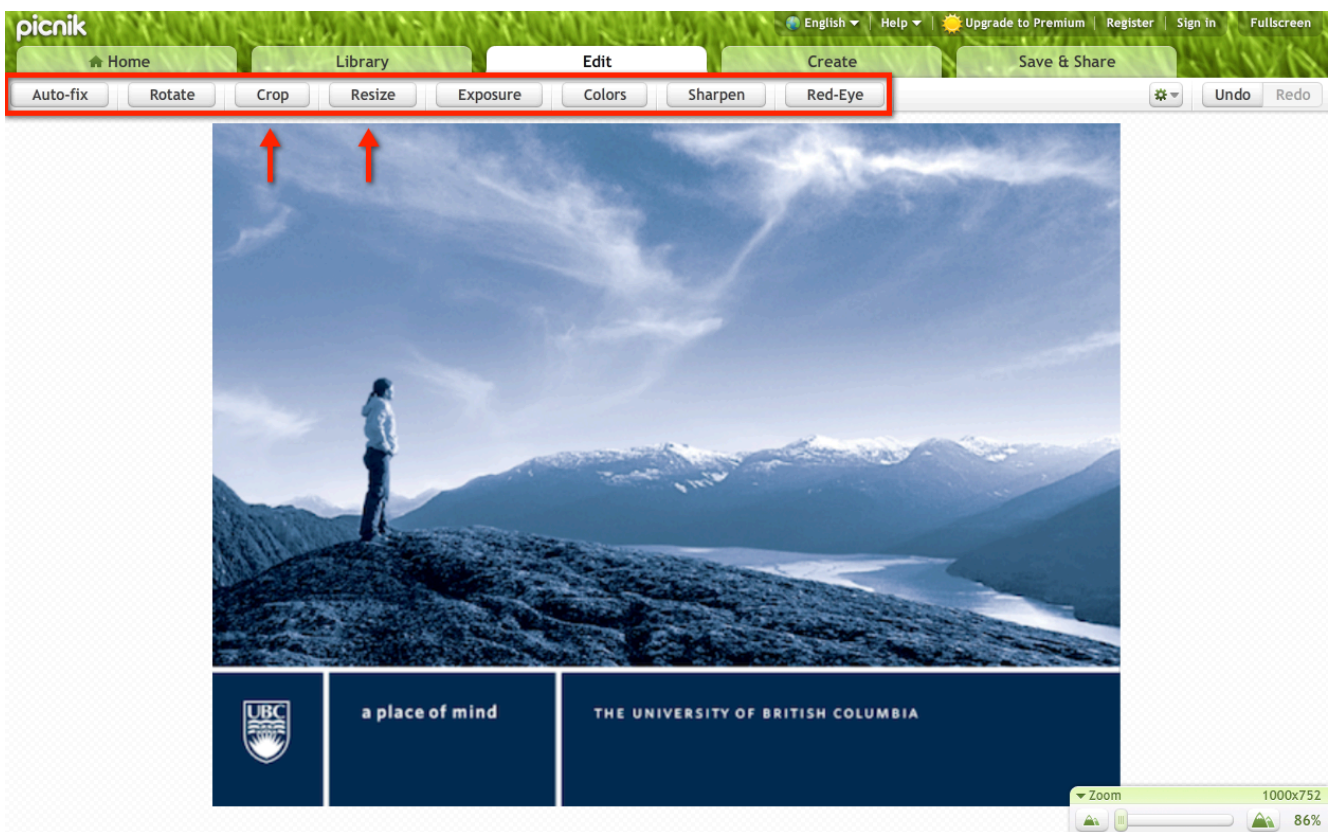 picnik
English Help Upgrade to Premium Register Sign in Fullscreen
Home Library Edit Create Save & Share
Auto-fix Rotate Crop Resize Exposure Colors Sharpen Red-Eye Undo Redo
UBC a place of mind THE UNIVERSITY OF BRITISH COLUMBIA
Zoom 1000x752
86%